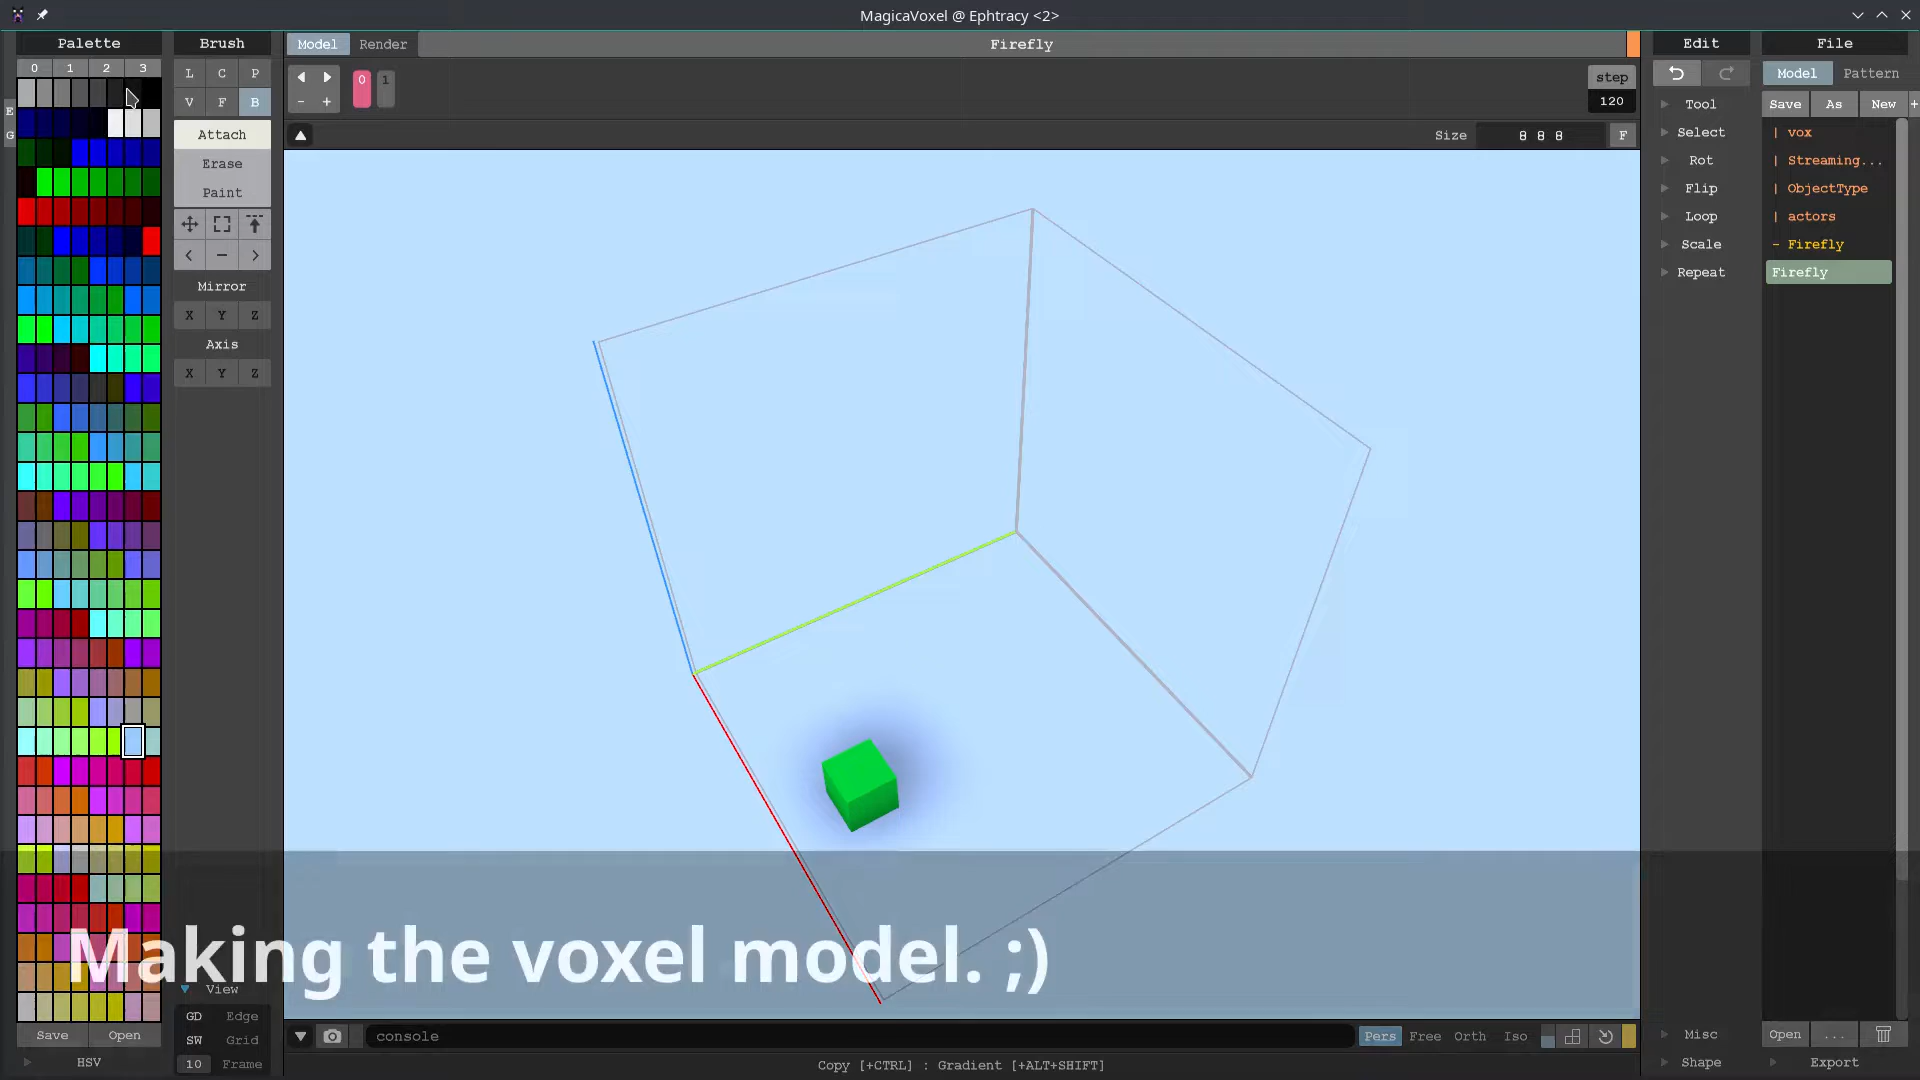 MagicaVoxel @ Ephtracy <2>
Palette
Brush
Model Render
Firefly
Edit
File
0 1 2 3
L C P
V F B
0 1
step
120
Model Pattern
Save As New +
E
G
Attach
Erase
Paint
Size 8 8 8 F
Tool
Select
Rot
Flip
Loop
Scale
Repeat
| vox
| Streaming...
| ObjectType
| actors
- Firefly
Firefly
Mirror
X Y Z
Axis
X Y Z
Making the voxel model. ;)
View
GD Edge
SW Grid
10 Frame
Save Open
HSV
console
Pers Free Orth Iso
Misc
Shape
Open ...
Export
Copy [+CTRL] : Gradient [+ALT+SHIFT]